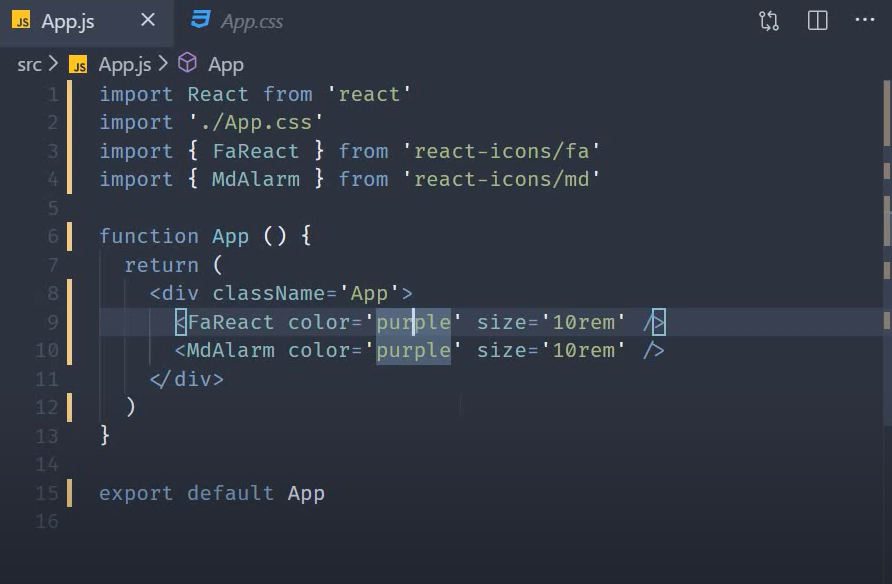 JS App.js × App.css
src > JS App.js > App
1 import React from 'react'
2 import './App.css'
3 import { FaReact } from 'react-icons/fa'
4 import { MdAlarm } from 'react-icons/md'
5
6 function App () {
7   return (
8     <div className='App'>
9       <FaReact color='purple' size='10rem' />
10       <MdAlarm color='purple' size='10rem' />
11     </div>
12   )
13 }
14
15 export default App
16